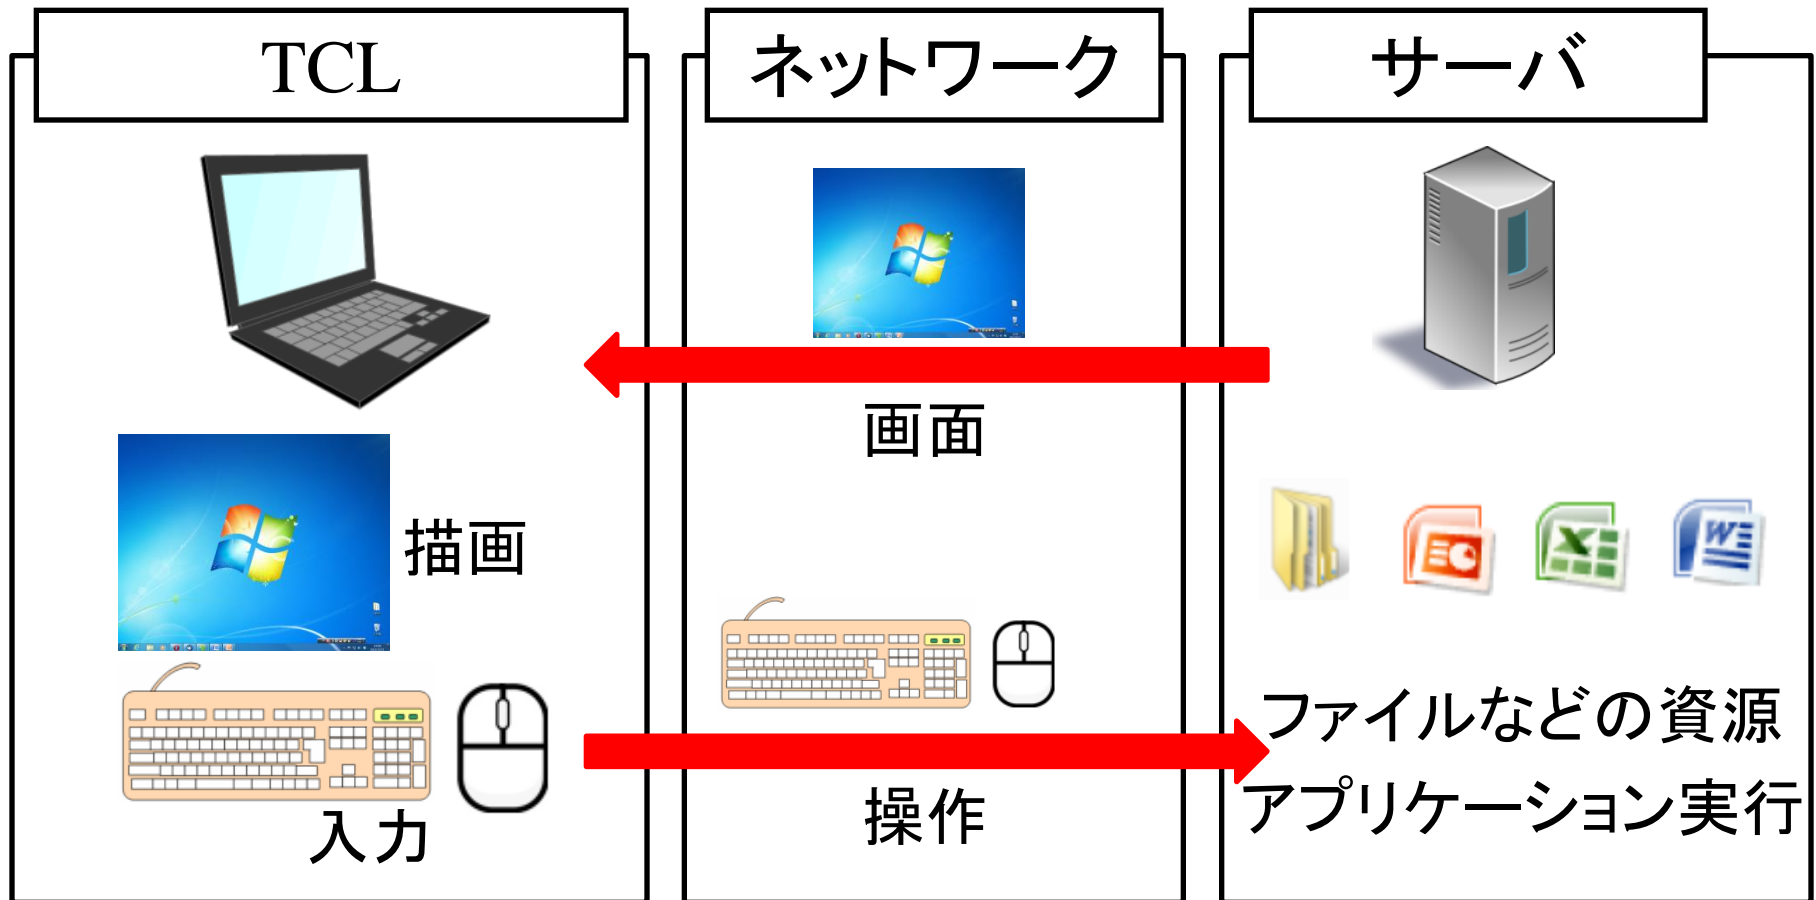 TCL
ネットワーク
サーバ
画面
描画
入力
操作
ファイルなどの資源
アプリケーション実行